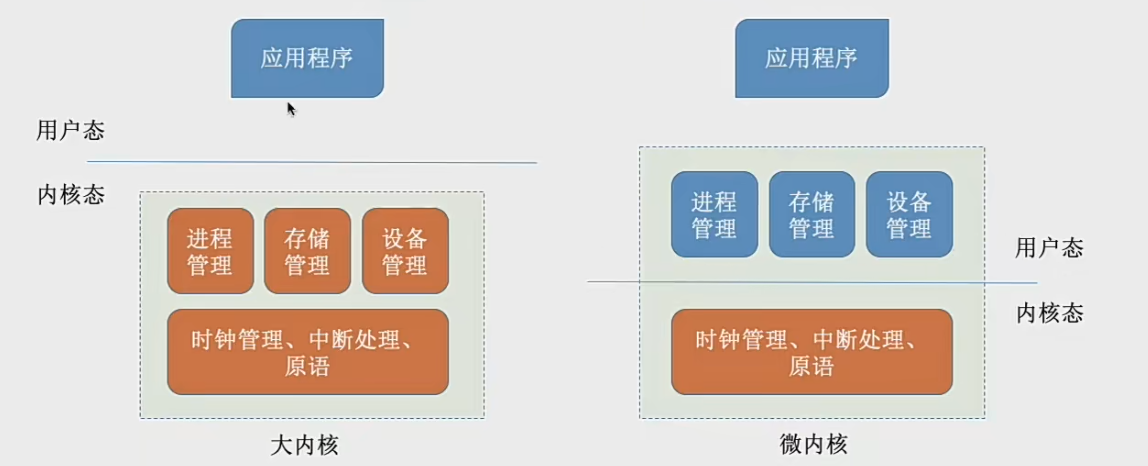 应用程序
用户态
内核态
进程
管理
存储
管理
设备
管理
时钟管理、中断处理、
原语
大内核
应用程序
进程
管理
存储
管理
设备
管理
用户态
内核态
时钟管理、中断处理、
原语
微内核